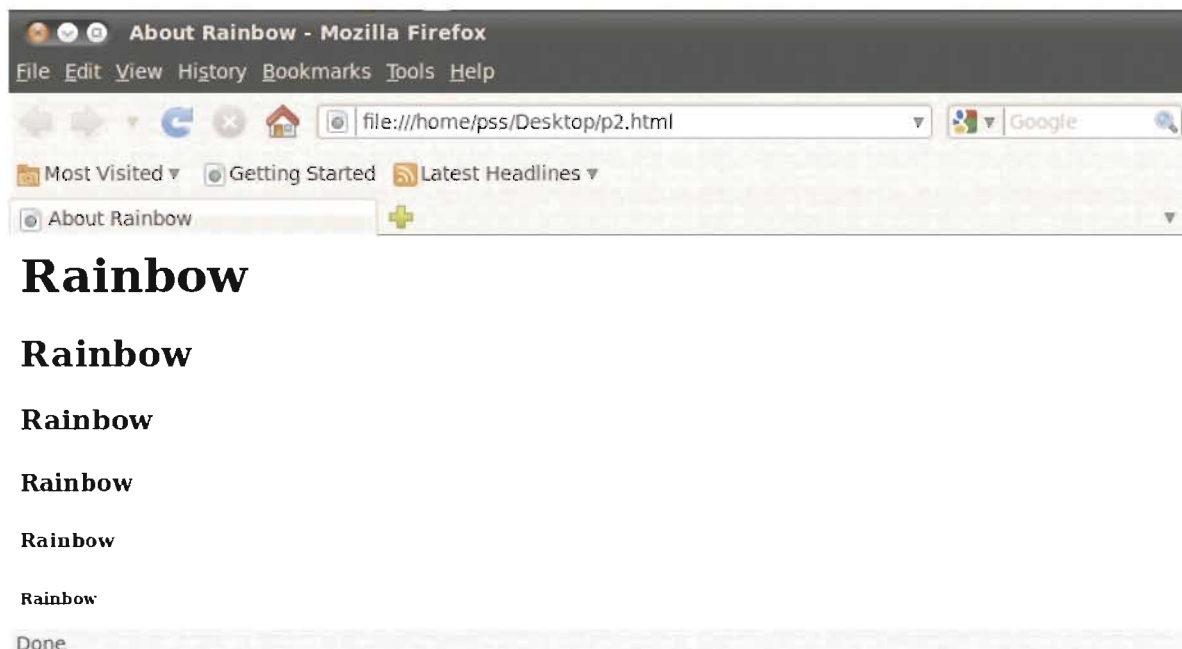 About Rainbow - Mozilla Firefox
File Edit View History Bookmarks Tools Help
file:///home/pss/Desktop/p2.html Google
Most Visited Getting Started Latest Headlines
About Rainbow
Rainbow
Rainbow
Rainbow
Rainbow
Rainbow
Rainbow
Done